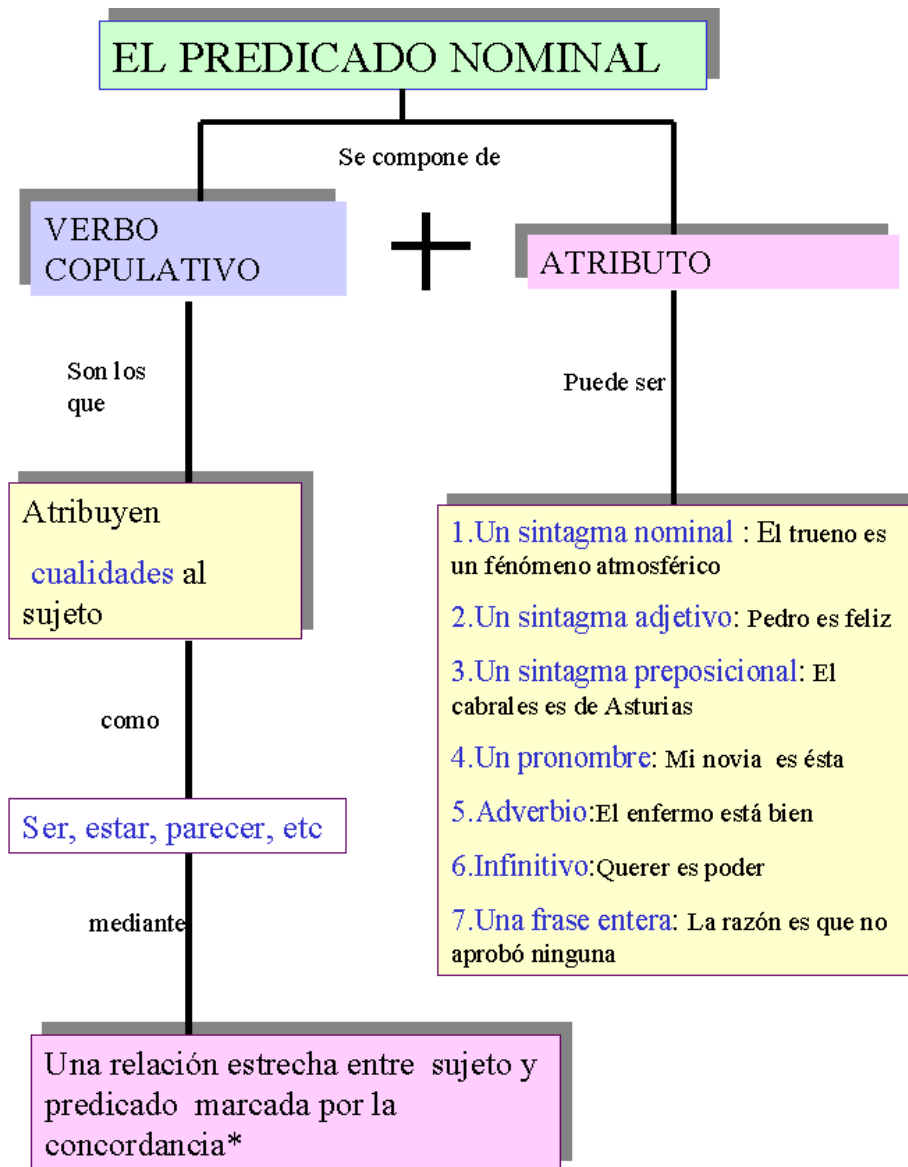 EL PREDICADO NOMINAL
Se compone de
VERBO
COPULATIVO
ATRIBUTO
Son los
que
Puede ser
Atribuyen
cualidades al
sujeto
como
Ser, estar, parecer, etc
mediante
Una relación estrecha entre sujeto y
predicado marcada por la
concordancia*
1.Un sintagma nominal : El trueno es
un fénómeno atmosférico
2.Un sintagma adjetivo: Pedro es feliz
3.Un sintagma preposicional: El
cabrales es de Asturias
4.Un pronombre: Mi novia es ésta
5.Adverbio:El enfermo está bien
6.Infinitivo:Querer es poder
7.Una frase entera: La razón es que no
aprobó ninguna